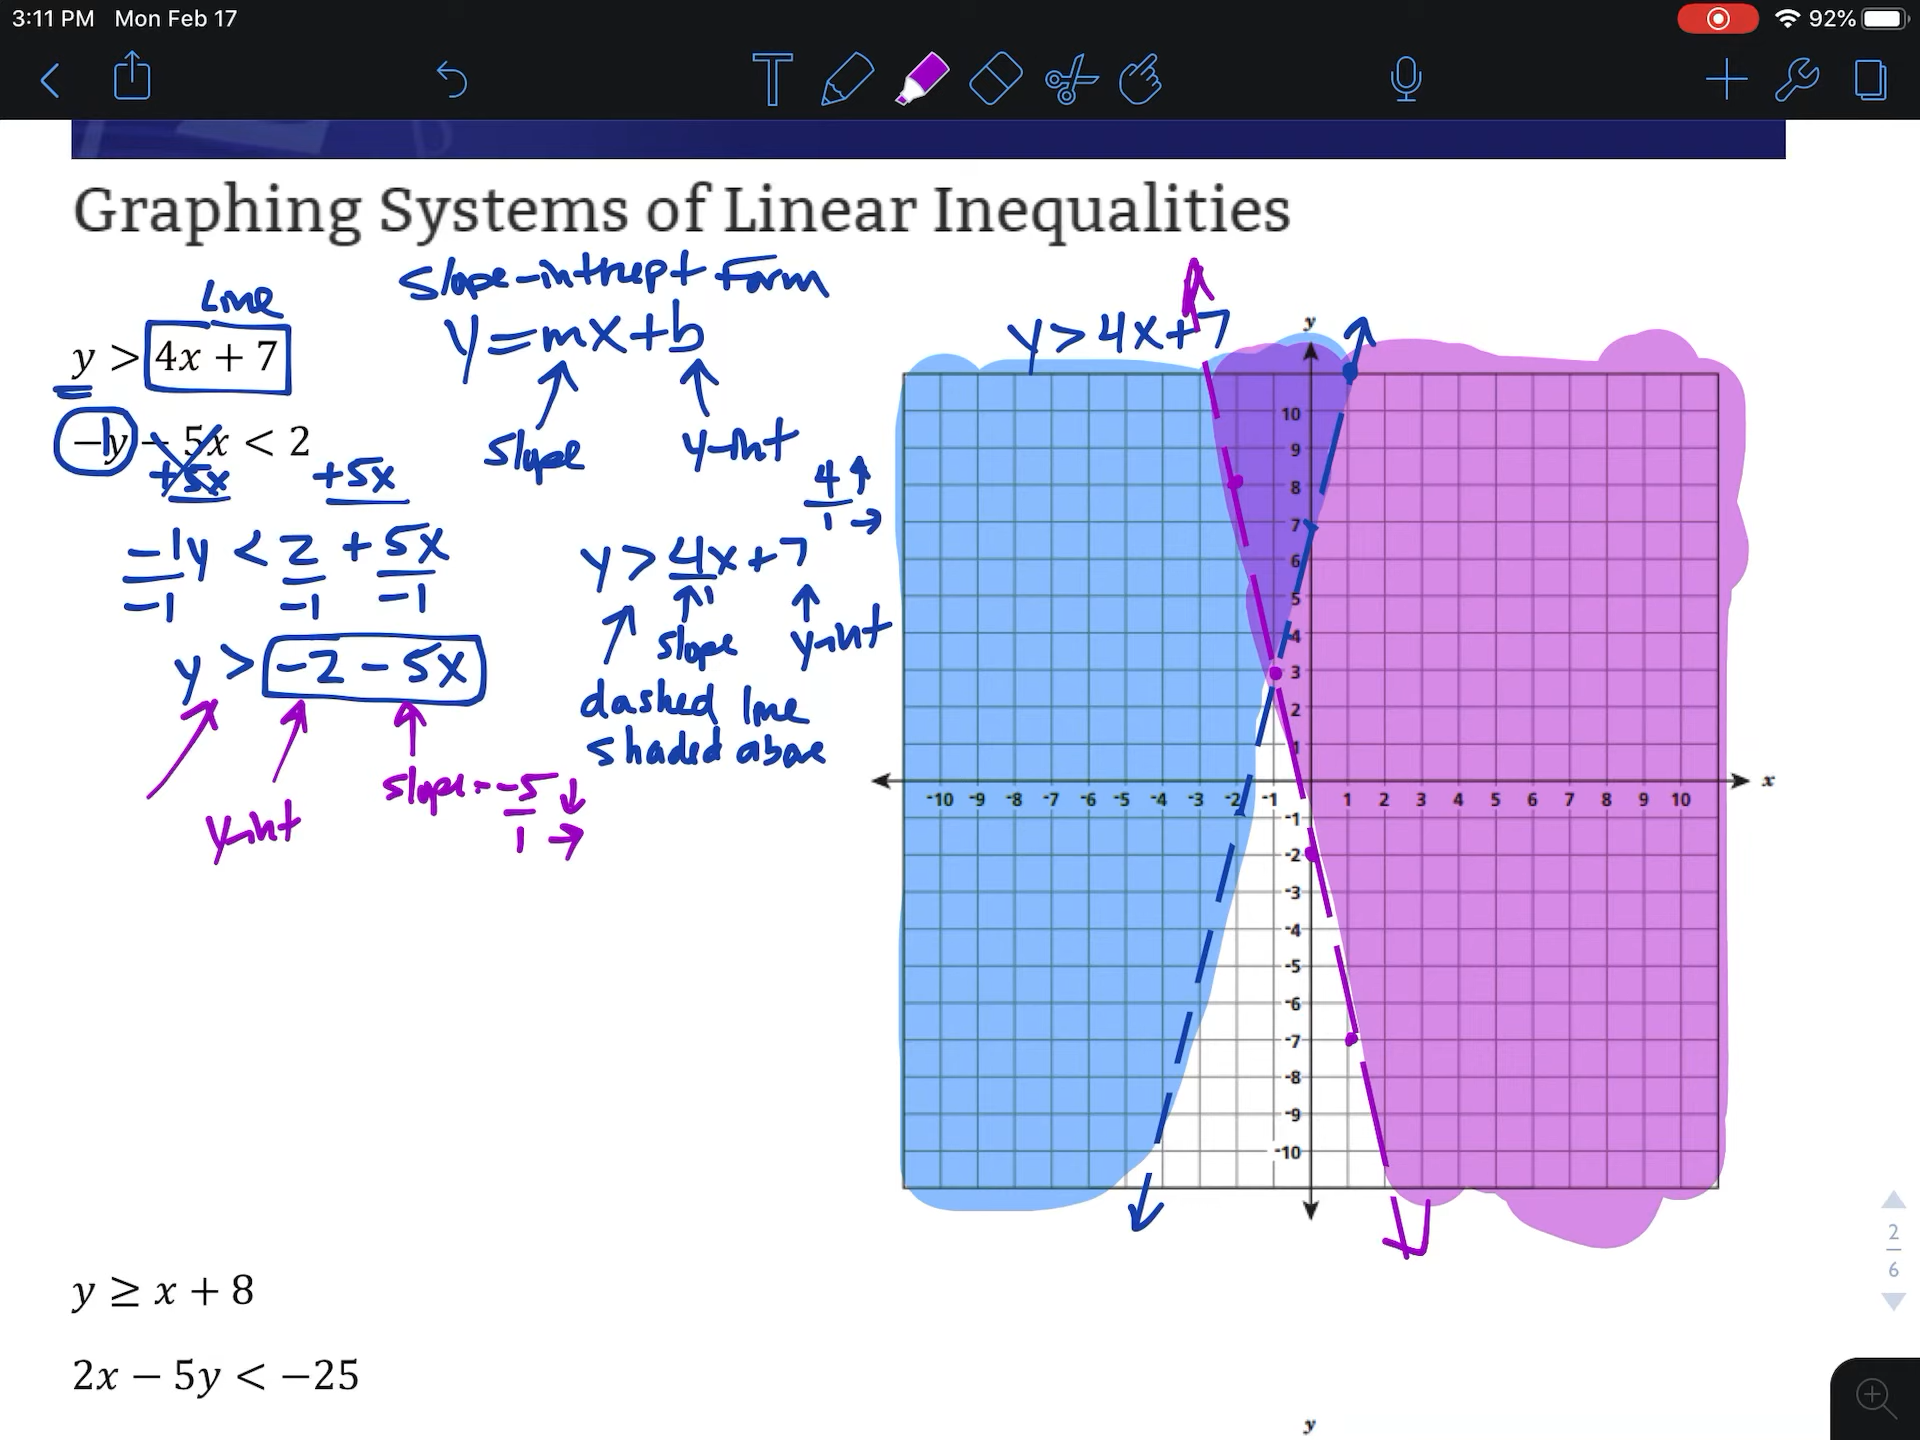 3:11 PM Mon Feb 17
92%
T
Graphing Systems of Linear Inequalities
Line
y > 4x + 7
-1y - 5x < 2
+5x +5x
-1y < 2 + 5x
-1 -1 -1
y > -2 - 5x
y-int
slope = -5
1
Slope-intrcept Form
y = mx + b
slope
y-int
4
1
y > 4x + 7
1
slope
y-int
dashed line
shaded above
y > 4x + 7
y
10
9
8
7
6
5
4
3
2
1
-10 -9 -8 -7 -6 -5 -4 -3 -2 -1 1 2 3 4 5 6 7 8 9 10 x
-1
-2
-3
-4
-5
-6
-7
-8
-9
-10
2
6
y ≥ x + 8
2x − 5y < −25
y